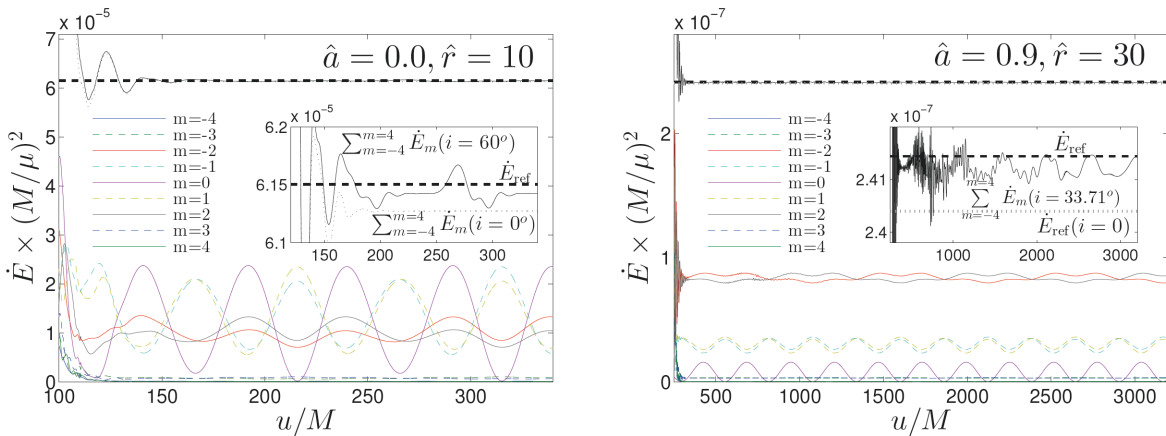 x 10⁻⁵
â = 0.0, r̂ = 10
7
6
5
4
3
2
1
0
Ė × (M/μ)²
m=-4
m=-3
m=-2
m=-1
m=0
m=1
m=2
m=3
m=4
x 10⁻⁵
6.2
6.15
6.1
∑_{m=-4}^{m=4} Ė_m(i = 60°)
Ė_ref
∑_{m=-4}^{m=4} Ė_m(i = 0°)
150 200 250 300
100 150 200 250 300
u/M
x 10⁻⁷
â = 0.9, r̂ = 30
2
1
0
Ė × (M/μ)²
m=-4
m=-3
m=-2
m=-1
m=0
m=1
m=2
m=3
m=4
x 10⁻⁷
2.41
2.4
Ė_ref
∑_{m=-4}^{m=4} Ė_m(i = 33.71°)
Ė_ref(i = 0)
1000 2000 3000
500 1000 1500 2000 2500 3000
u/M